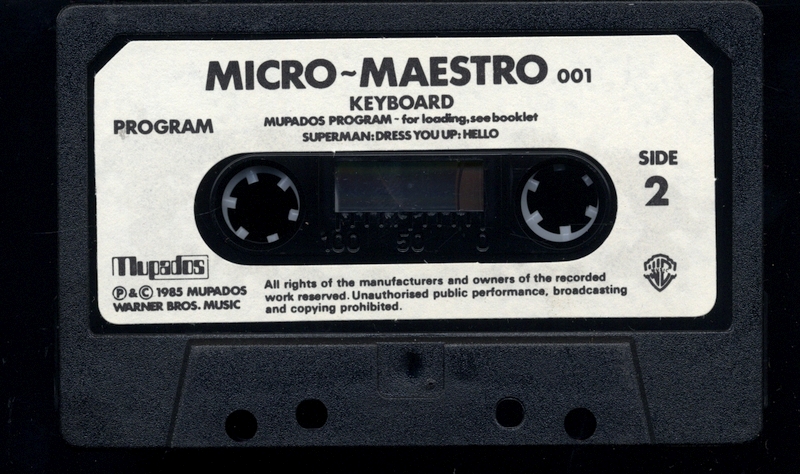 MICRO~MAESTRO 001
KEYBOARD
MUPADOS PROGRAM - for loading, see booklet
SUPERMAN: DRESS YOU UP: HELLO
PROGRAM
SIDE
2
100 50 0
Mupados
Ⓟ&© 1985 MUPADOS
WARNER BROS. MUSIC
All rights of the manufacturers and owners of the recorded
work reserved. Unauthorised public performance, broadcasting
and copying prohibited.
WB